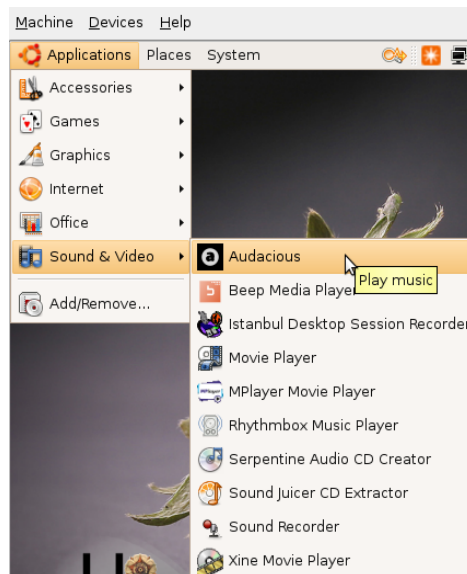 Machine Devices Help
Applications Places System
Accessories
Games
Graphics
Internet
Office
Sound & Video
Add/Remove...
Audacious
Play music
Beep Media Player
Istanbul Desktop Session Recorder
Movie Player
MPlayer Movie Player
Rhythmbox Music Player
Serpentine Audio CD Creator
Sound Juicer CD Extractor
Sound Recorder
Xine Movie Player